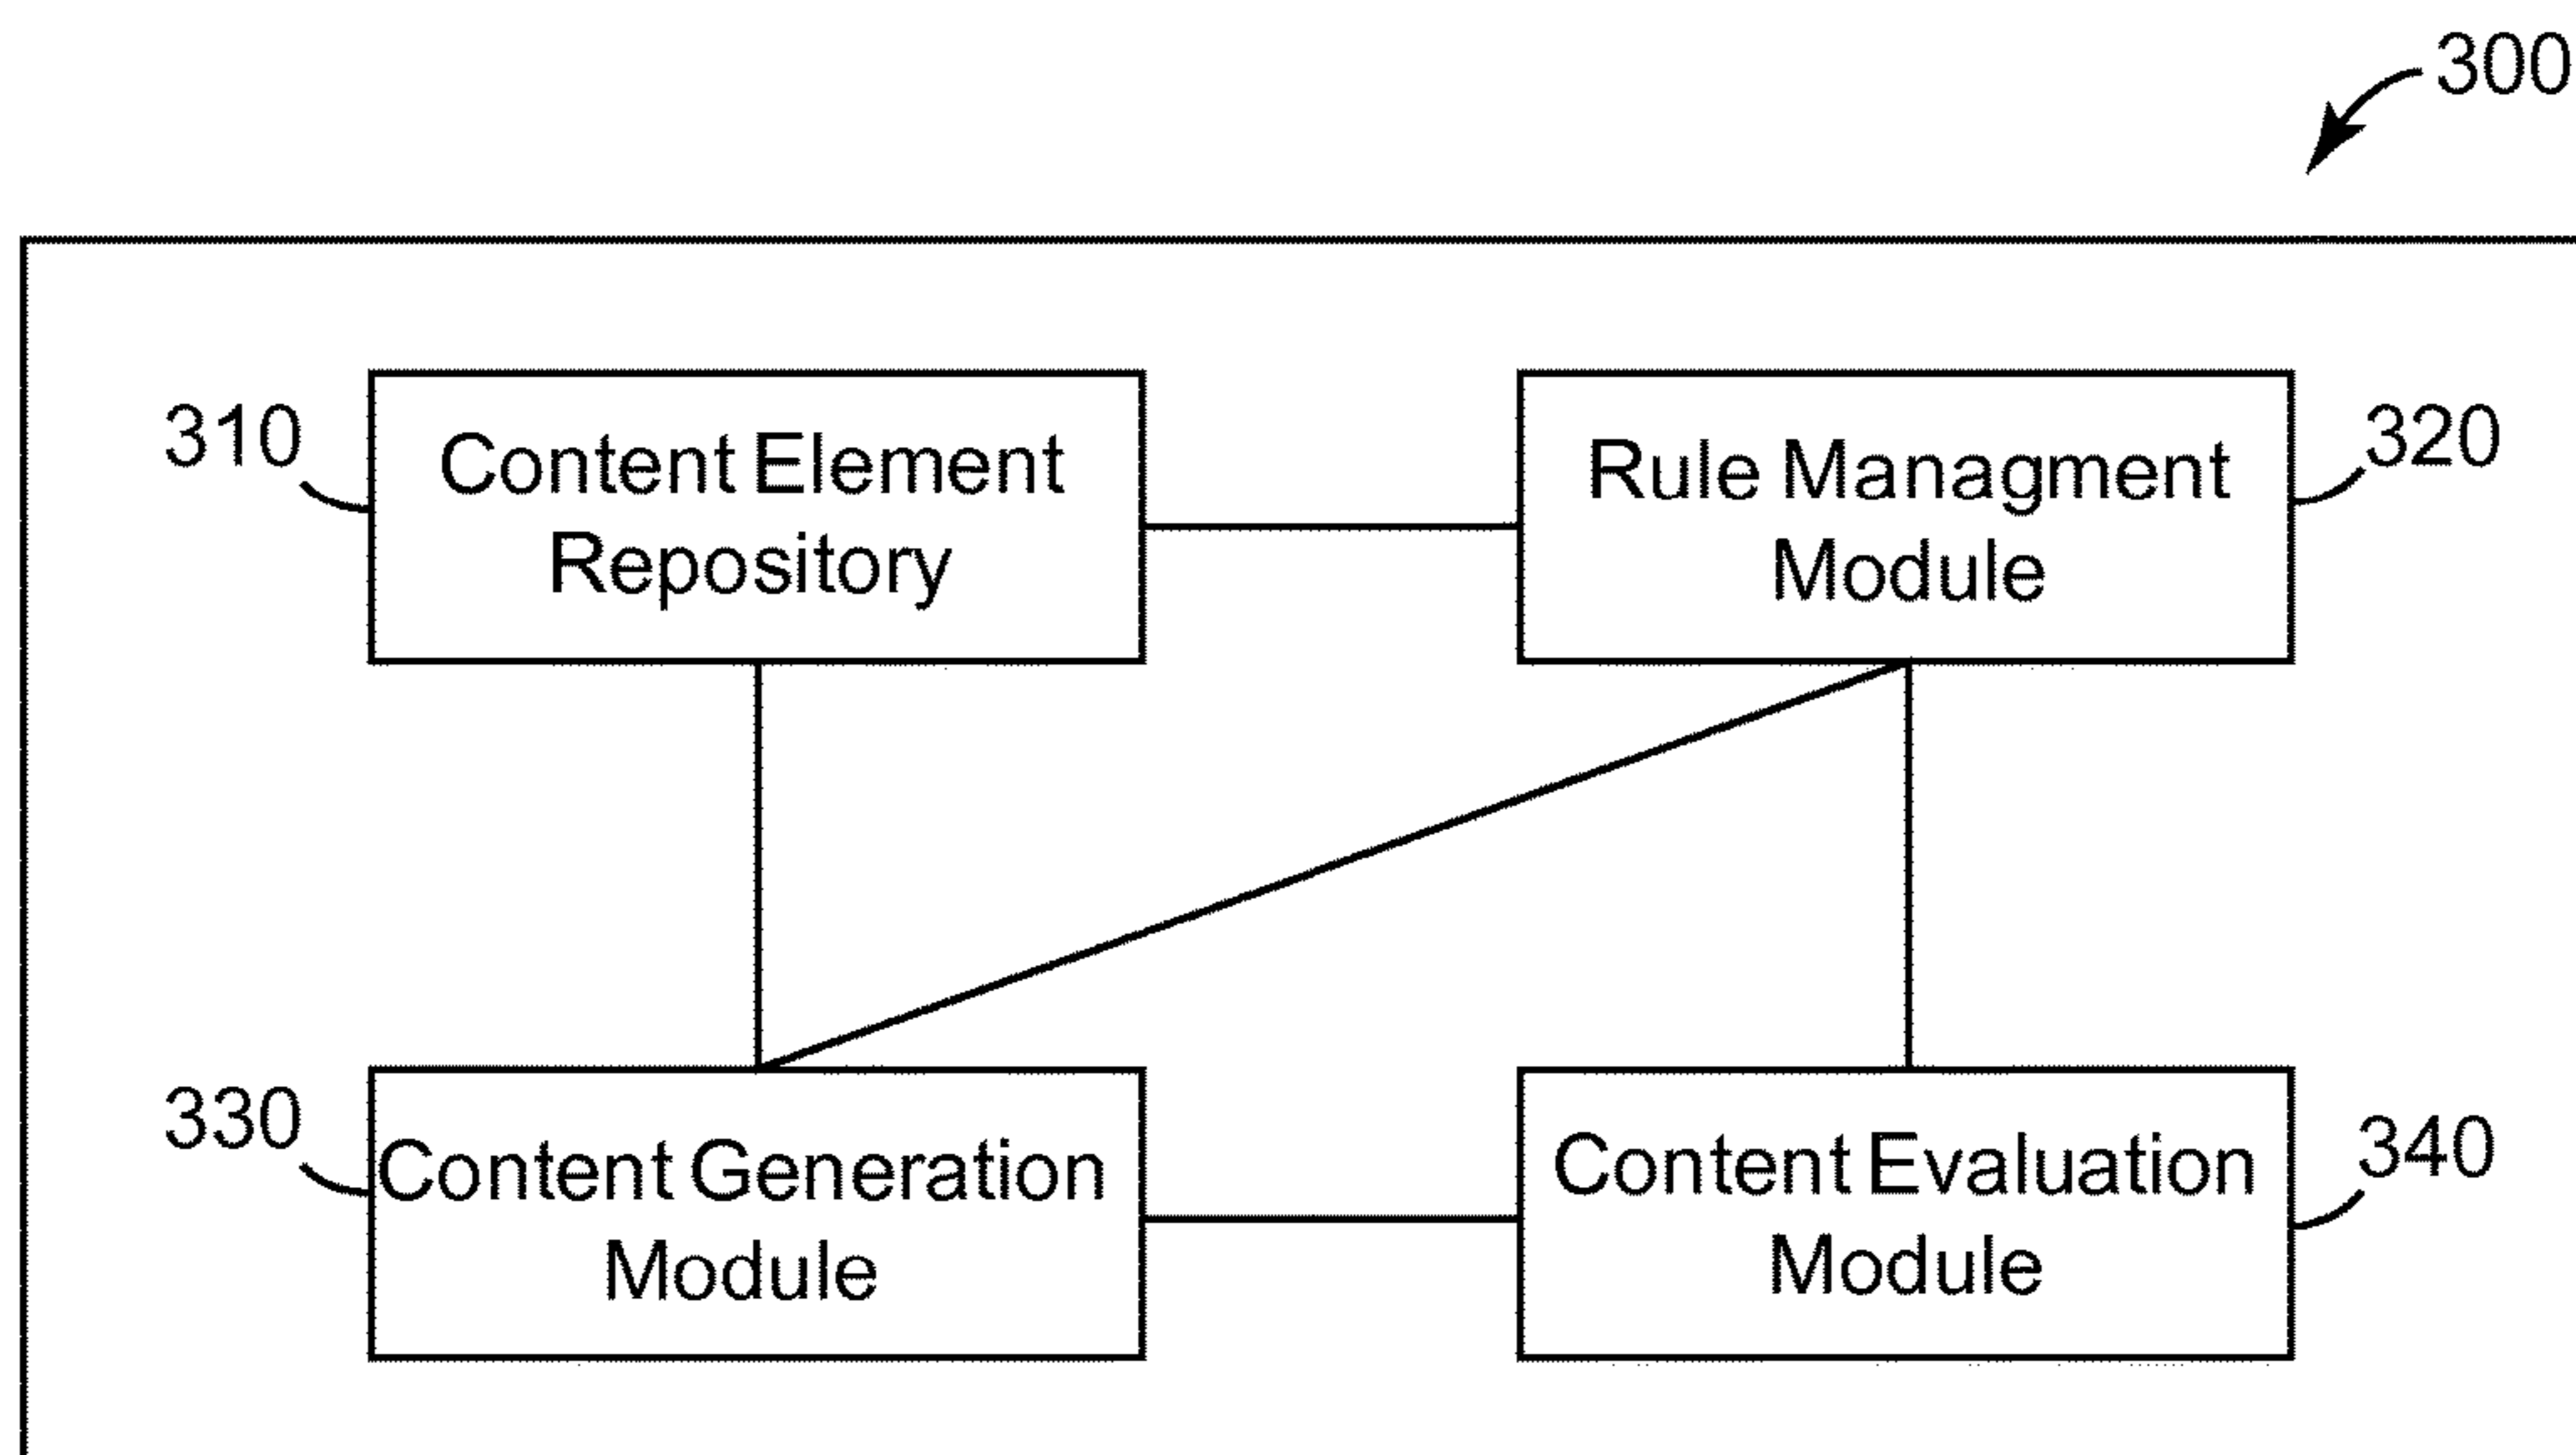 300
310
Content Element
Repository
Rule Managment
Module
320
330
Content Generation
Module
Content Evaluation
Module
340